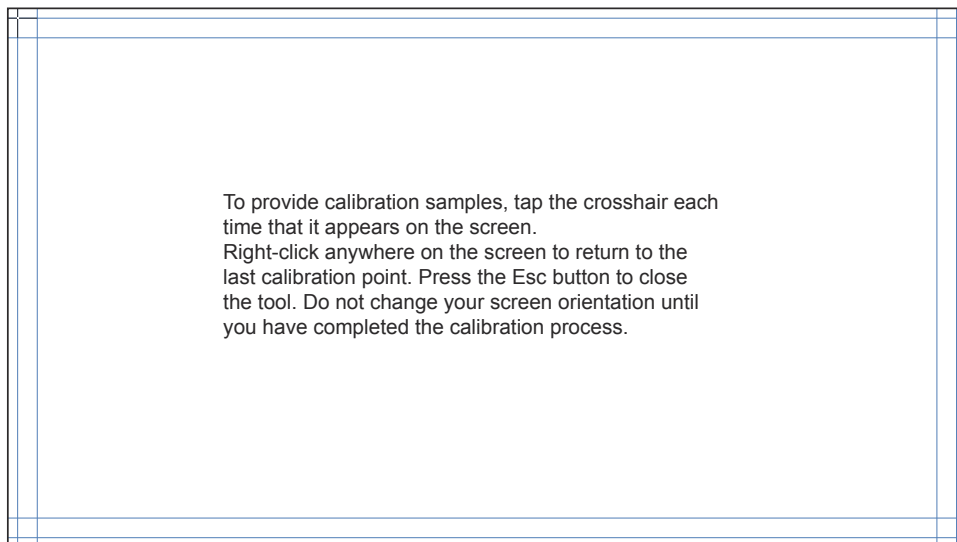 To provide calibration samples, tap the crosshair each
time that it appears on the screen.
Right-click anywhere on the screen to return to the
last calibration point. Press the Esc button to close
the tool. Do not change your screen orientation until
you have completed the calibration process.